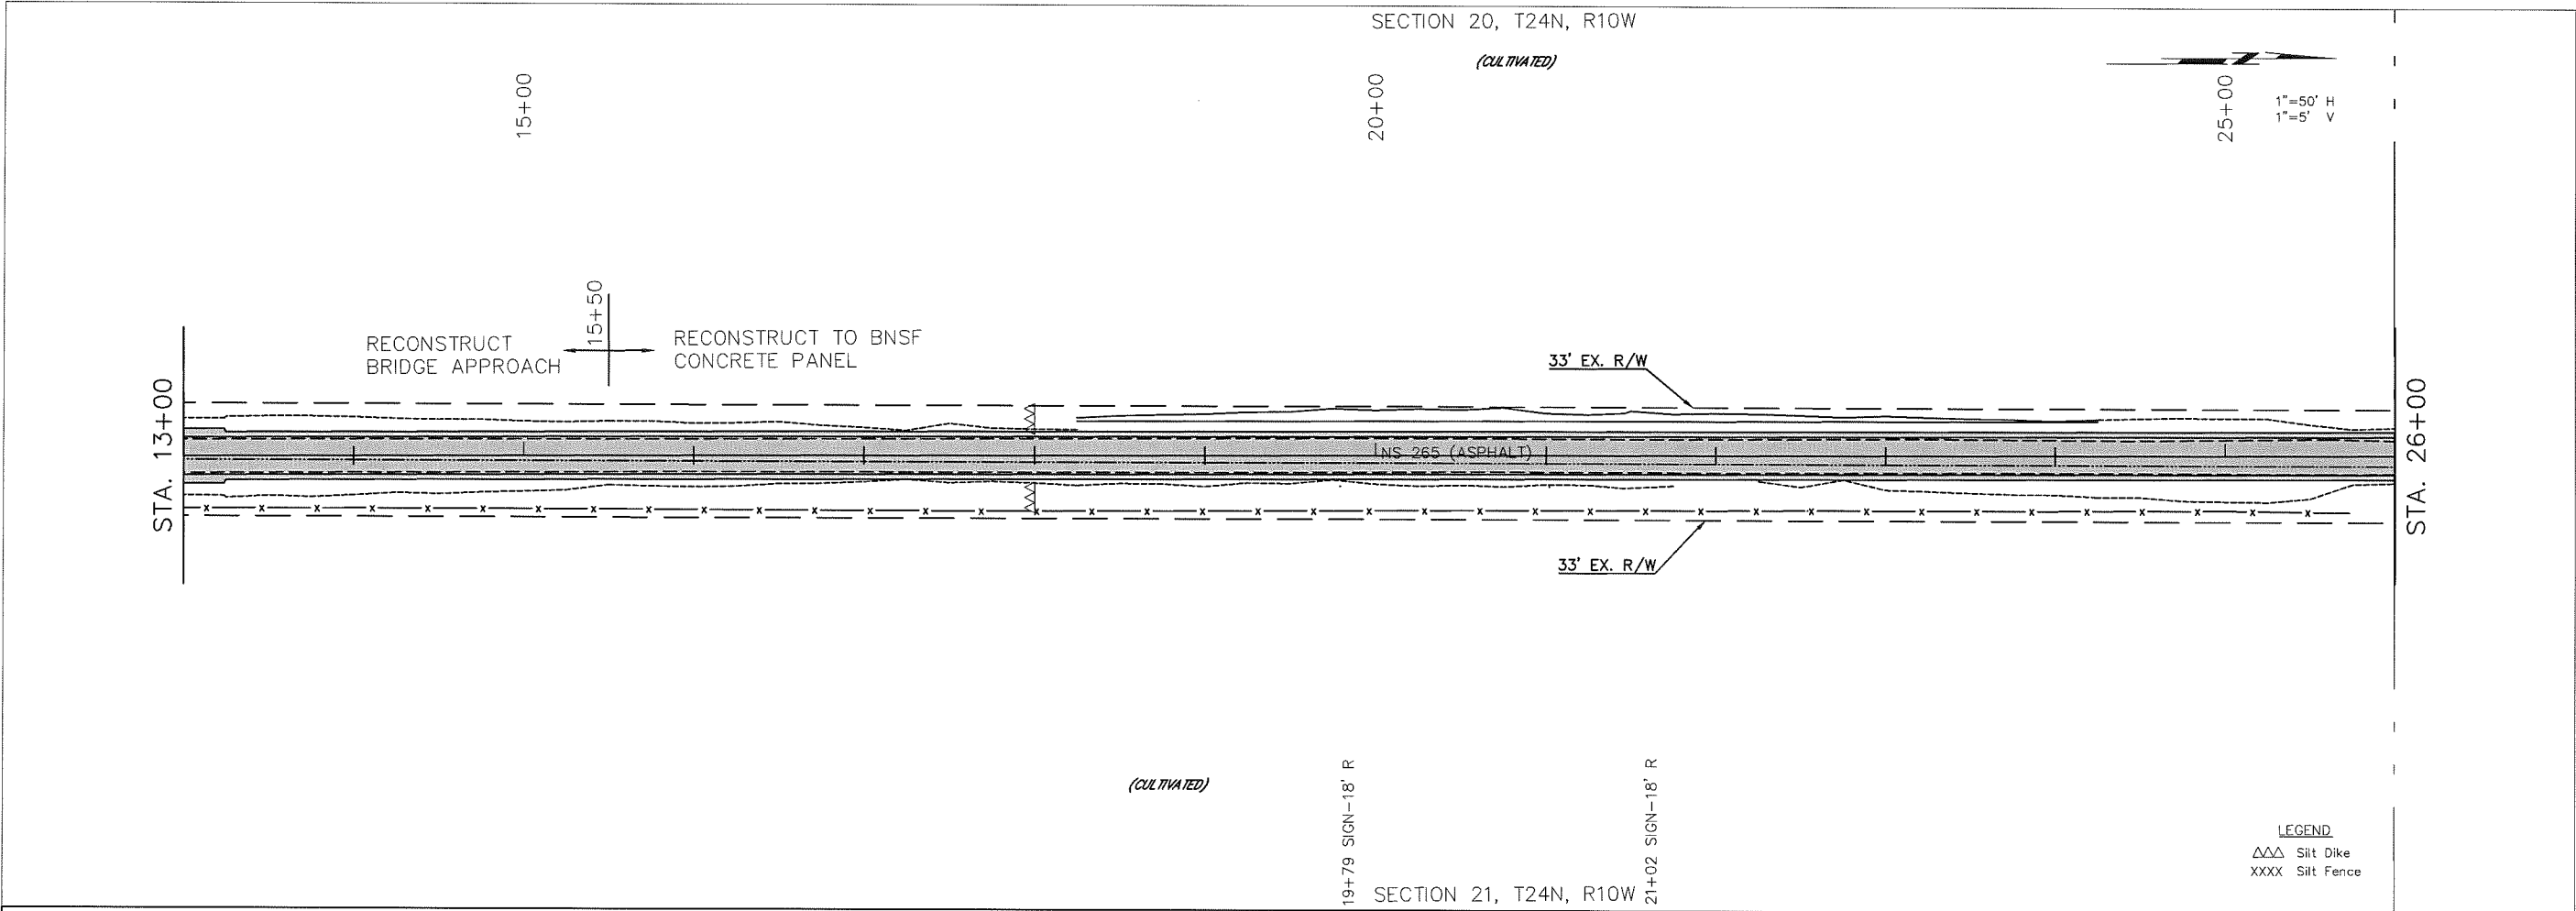 SECTION 20, T24N, R10W
(CULTIVATED)
15+00
20+00
25+00
1"=50' H
1"=5' V
15+50
RECONSTRUCT
BRIDGE APPROACH
RECONSTRUCT TO BNSF
CONCRETE PANEL
33' EX. R/W
STA. 13+00
NS 265 (ASPHALT)
STA. 26+00
33' EX. R/W
(CULTIVATED)
19+79 SIGN-18' R
21+02 SIGN-18' R
LEGEND
Silt Dike
XXXX Silt Fence
SECTION 21, T24N, R10W